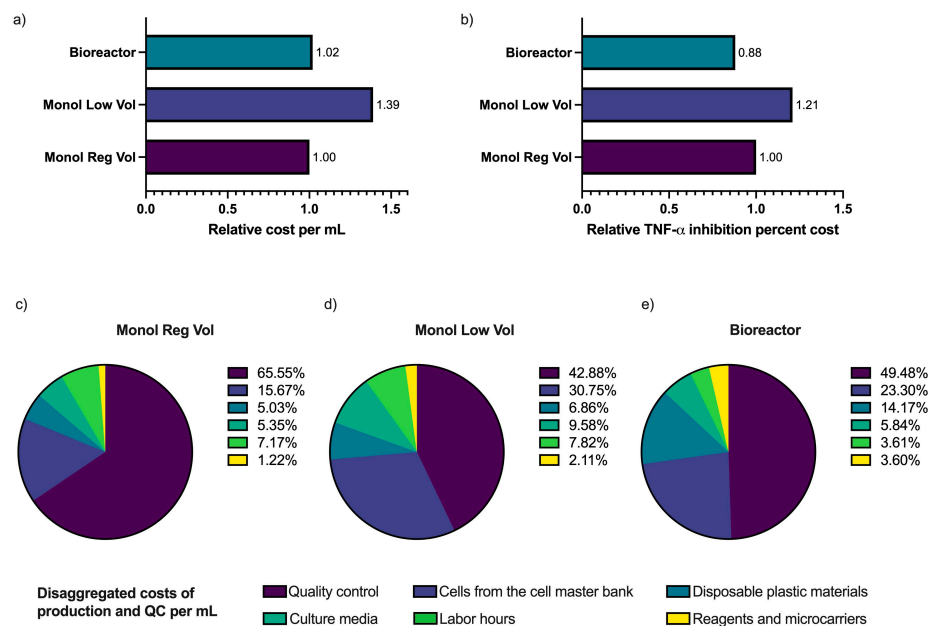 a)
Bioreactor
1.02
Monol Low Vol
1.39
Monol Reg Vol
1.00
0.0 0.5 1.0 1.5
Relative cost per mL
b)
Bioreactor
0.88
Monol Low Vol
1.21
Monol Reg Vol
1.00
0.0 0.5 1.0 1.5
Relative TNF-α inhibition percent cost
c)
Monol Reg Vol
65.55%
15.67%
5.03%
5.35%
7.17%
1.22%
d)
Monol Low Vol
42.88%
30.75%
6.86%
9.58%
7.82%
2.11%
e)
Bioreactor
49.48%
23.30%
14.17%
5.84%
3.61%
3.60%
Disaggregated costs of
production and QC per mL
Quality control
Cells from the cell master bank
Disposable plastic materials
Culture media
Labor hours
Reagents and microcarriers